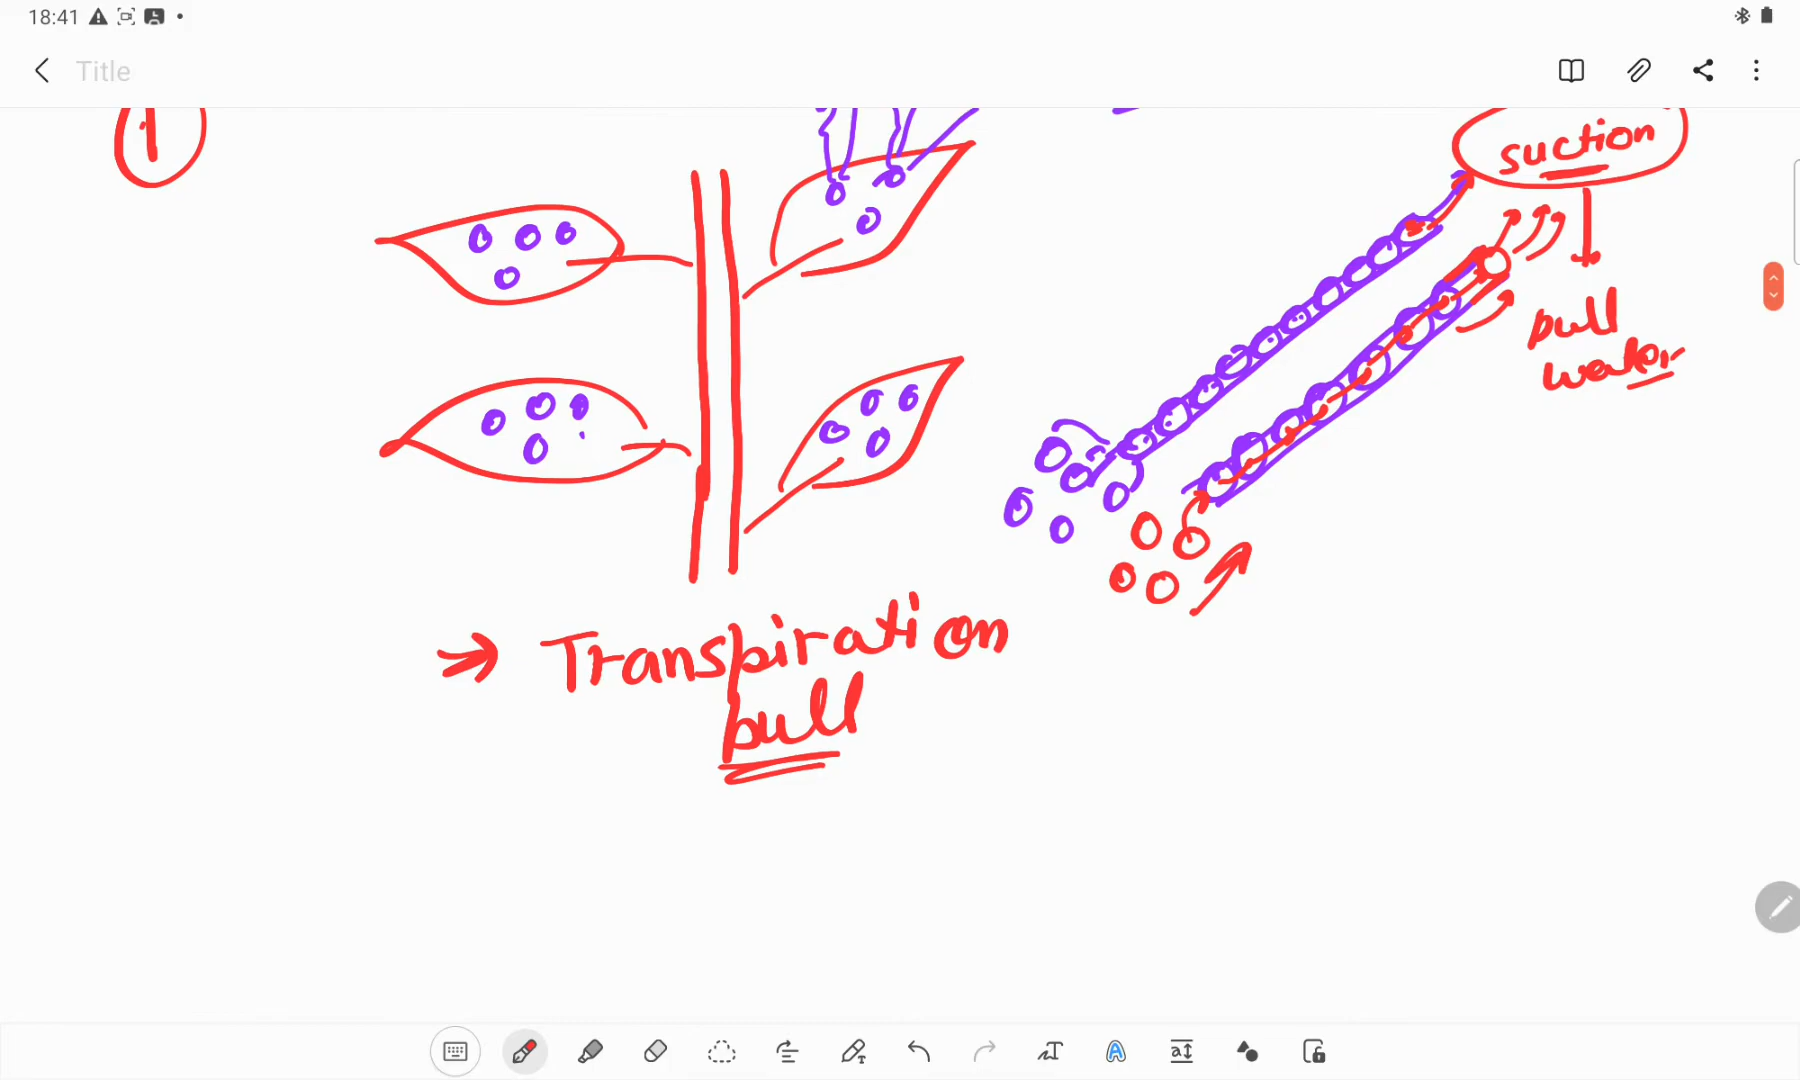 18:41
Title
1
suction
pull
water
Transpiration
pull